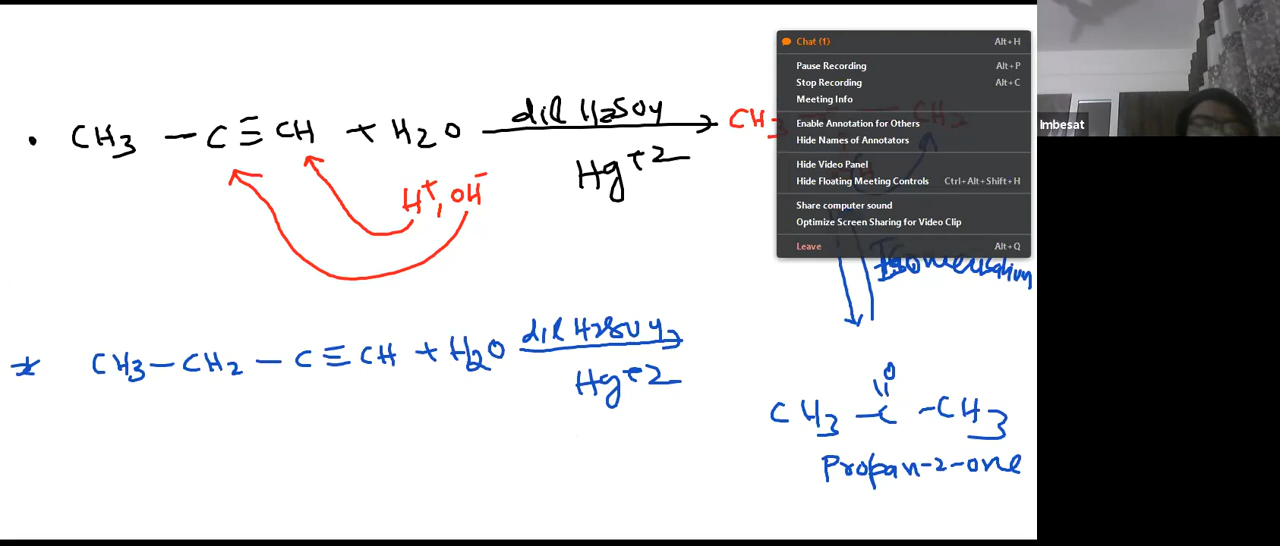 • CH3 — C ≡ CH + H2O dil H2SO4 Hg+2 CH3 CH2
H+, OH-
Isomerisation
* CH3 — CH2 — C ≡ CH + H2O dil H2SO4 Hg+2
O
CH3 — C — CH3
Propan-2-one
Chat (1) Alt+H
Pause Recording Alt+P
Stop Recording Alt+C
Meeting Info
Enable Annotation for Others
Hide Names of Annotators
Hide Video Panel
Hide Floating Meeting Controls Ctrl+Alt+Shift+H
Share computer sound
Optimize Screen Sharing for Video Clip
Leave Alt+Q
Imbesat